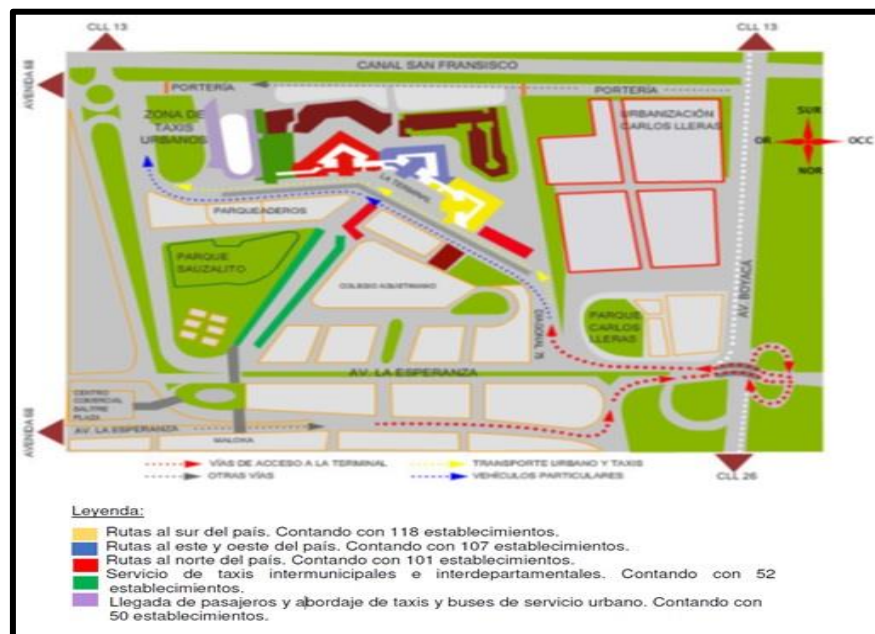 CLL 13
CLL 13
AVENIDA 68
CANAL SAN FRANSISCO
PORTERÍA
PORTERÍA
ZONA DE
TAXIS
URBANOS
URBANIZACIÓN
CARLOS LLERAS
SUR
OR
OCC
NOR
LA TERMINAL
PARQUEADEROS
PARQUE
SAUZALITO
COLEGIO AGUSTINIANO
DIAGONAL 75
PARQUE
CARLOS
LLERAS
AV. BOYACÁ
AV. LA ESPERANZA
CENTRO
COMERCIAL
SALITRE
PLAZA
AVENIDA 68
AV. LA ESPERANZA
MALOKA
CLL 26
VÍAS DE ACCESO A LA TERMINAL
TRANSPORTE URBANO Y TAXIS
OTRAS VÍAS
VEHÍCULOS PARTICULARES
Leyenda:
Rutas al sur del país. Contando con 118 establecimientos.
Rutas al este y oeste del país. Contando con 107 establecimientos.
Rutas al norte del país. Contando con 101 establecimientos.
Servicio de taxis intermunicipales e interdepartamentales. Contando con 52
establecimientos.
Llegada de pasajeros y abordaje de taxis y buses de servicio urbano. Contando con
50 establecimientos.